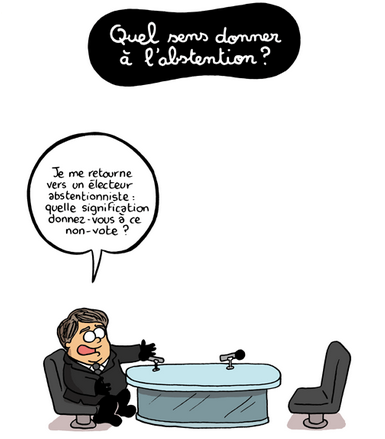 Quel sens donner
à l'abstention ?
Je me retourne
vers un électeur
abstentionniste :
quelle signification
donnez-vous à ce
non-vote ?